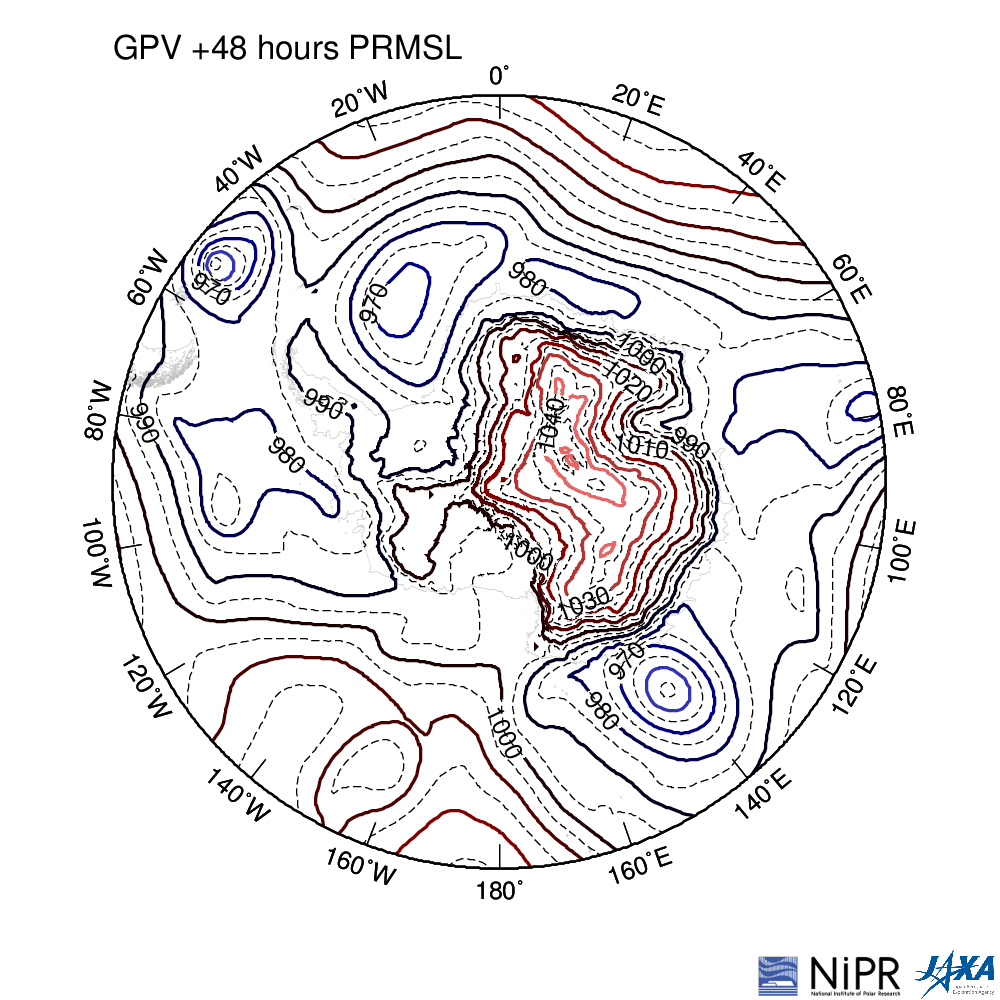 GPV +48 hours PRMSL
0°
20°W
20°E
40°W
40°E
60°W
60°E
980
970
970
1000
1020
80°W
80°E
990
990
1040
1010
990
980
100°W
100°E
1000
1030
970
120°W
120°E
980
1000
140°W
140°E
160°W
160°E
180°
NiPR
JAXA
National Institute of Polar Research